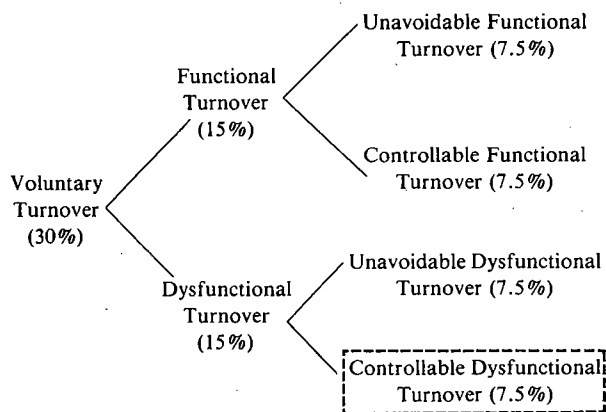 Unavoidable Functional
Turnover (7.5%)
Functional
Turnover
(15%)
Controllable Functional
Turnover (7.5%)
Voluntary
Turnover
(30%)
Unavoidable Dysfunctional
Turnover (7.5%)
Dysfunctional
Turnover
(15%)
Controllable Dysfunctional
Turnover (7.5%)